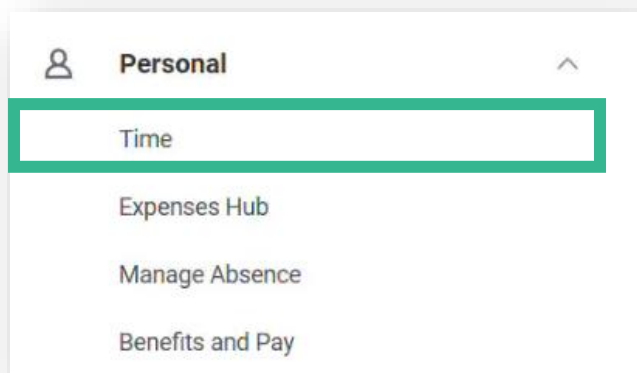 Personal
Time
Expenses Hub
Manage Absence
Benefits and Pay